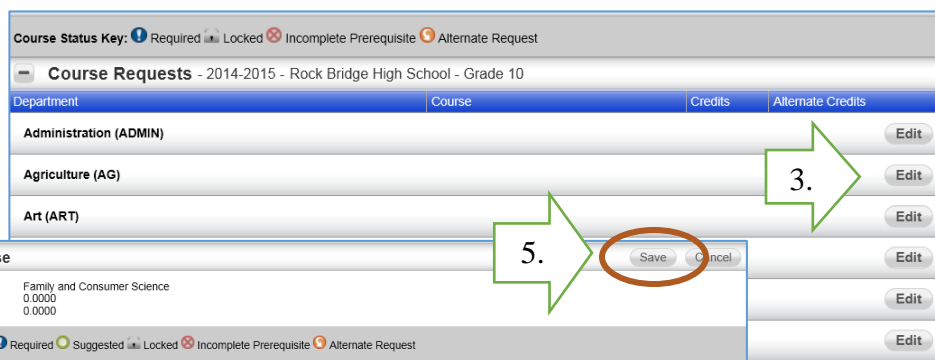 Course Status Key: Required Locked Incomplete Prerequisite Alternate Request
Course Requests - 2014-2015 - Rock Bridge High School - Grade 10
Department Course Credits Alternate Credits
Administration (ADMIN) Edit
Agriculture (AG) Edit
3.
Art (ART) Edit
5.
se Save Cancel Edit
Family and Consumer Science
0.0000 Edit
0.0000
Required Suggested Locked Incomplete Prerequisite Alternate Request Edit